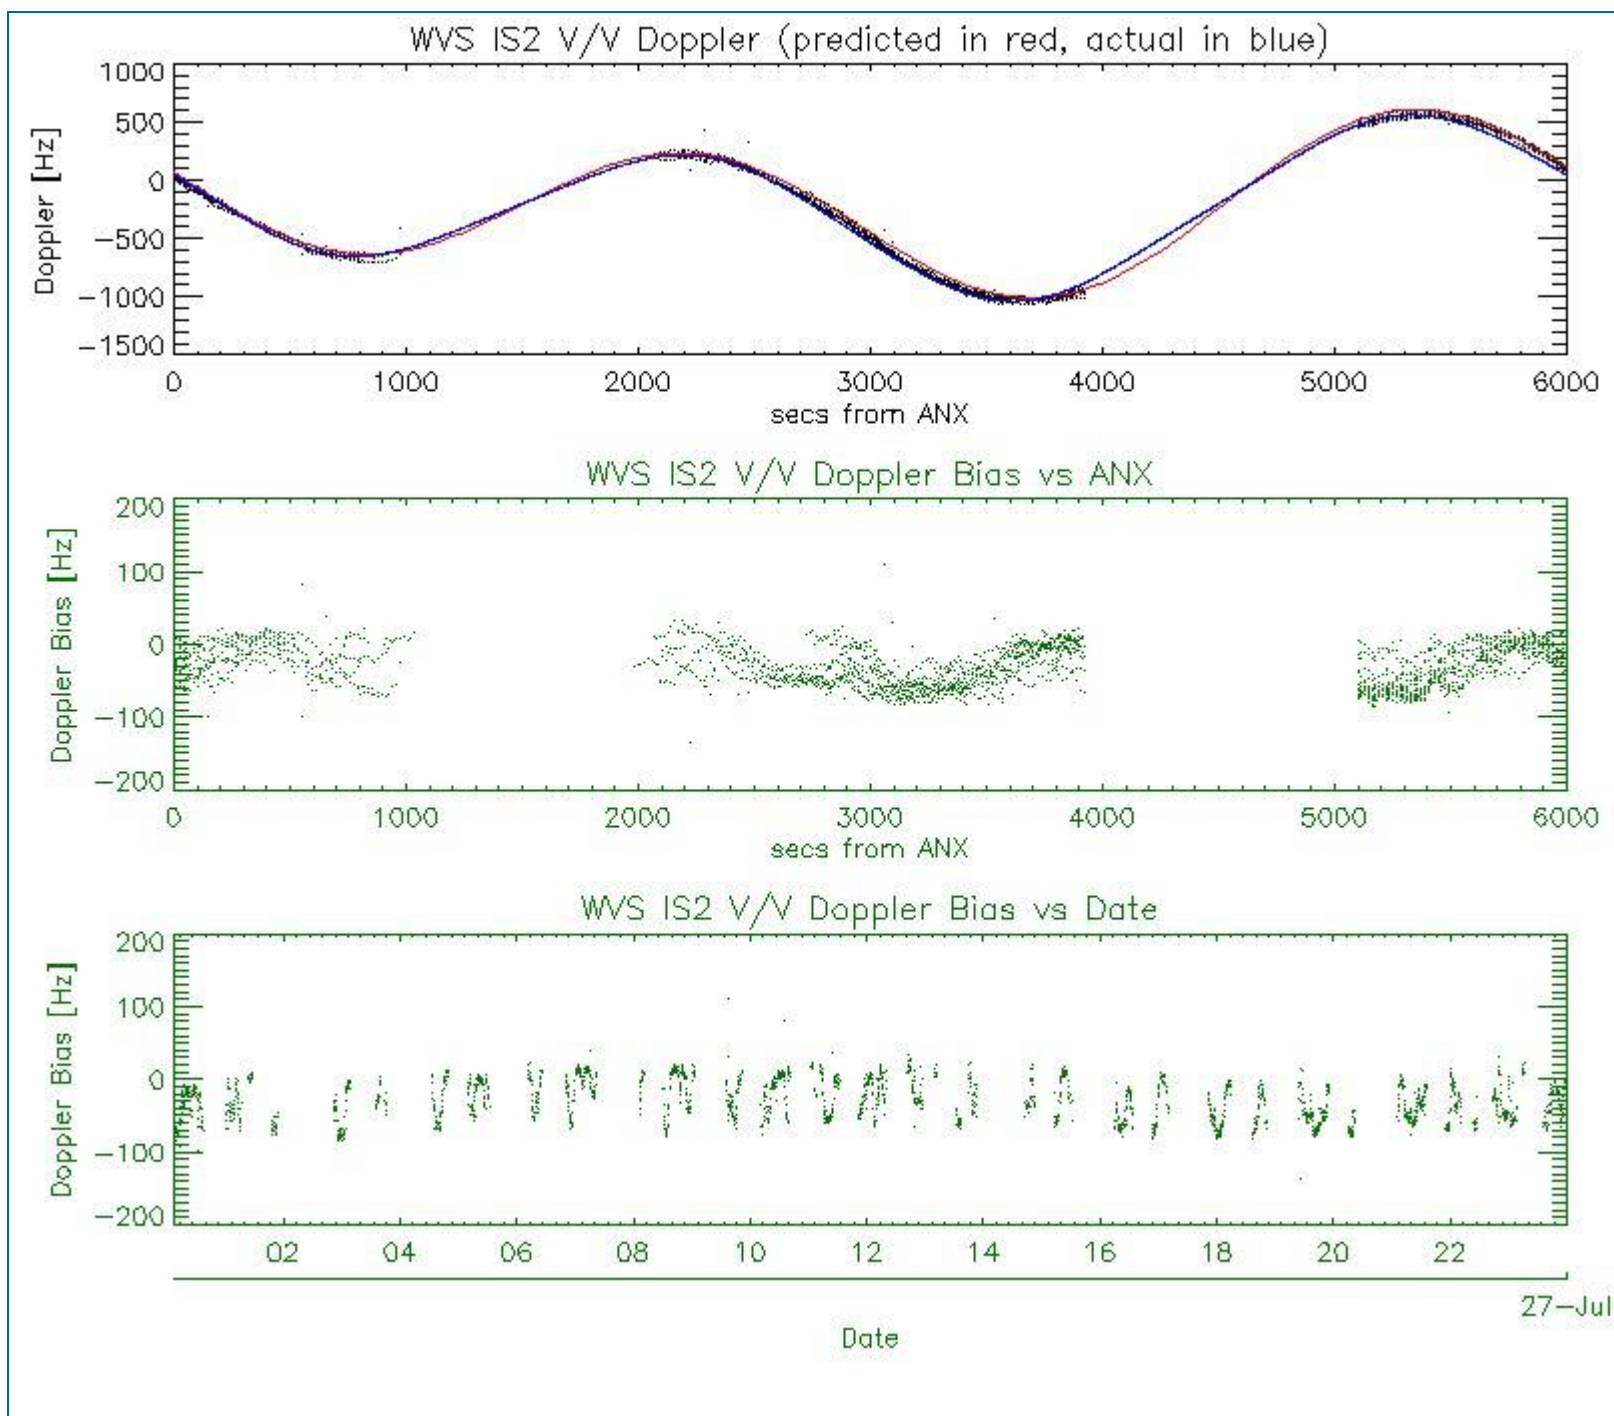 WVS IS2 V/V Doppler (predicted in red, actual in blue)
1000
500
0
-500
-1000
-1500
Doppler [Hz]
0 1000 2000 3000 4000 5000 6000
secs from ANX
WVS IS2 V/V Doppler Bias vs ANX
200
100
0
-100
-200
Doppler Bias [Hz]
0 1000 2000 3000 4000 5000 6000
secs from ANX
WVS IS2 V/V Doppler Bias vs Date
200
100
0
-100
-200
Doppler Bias [Hz]
02 04 06 08 10 12 14 16 18 20 22
27-Jul
Date